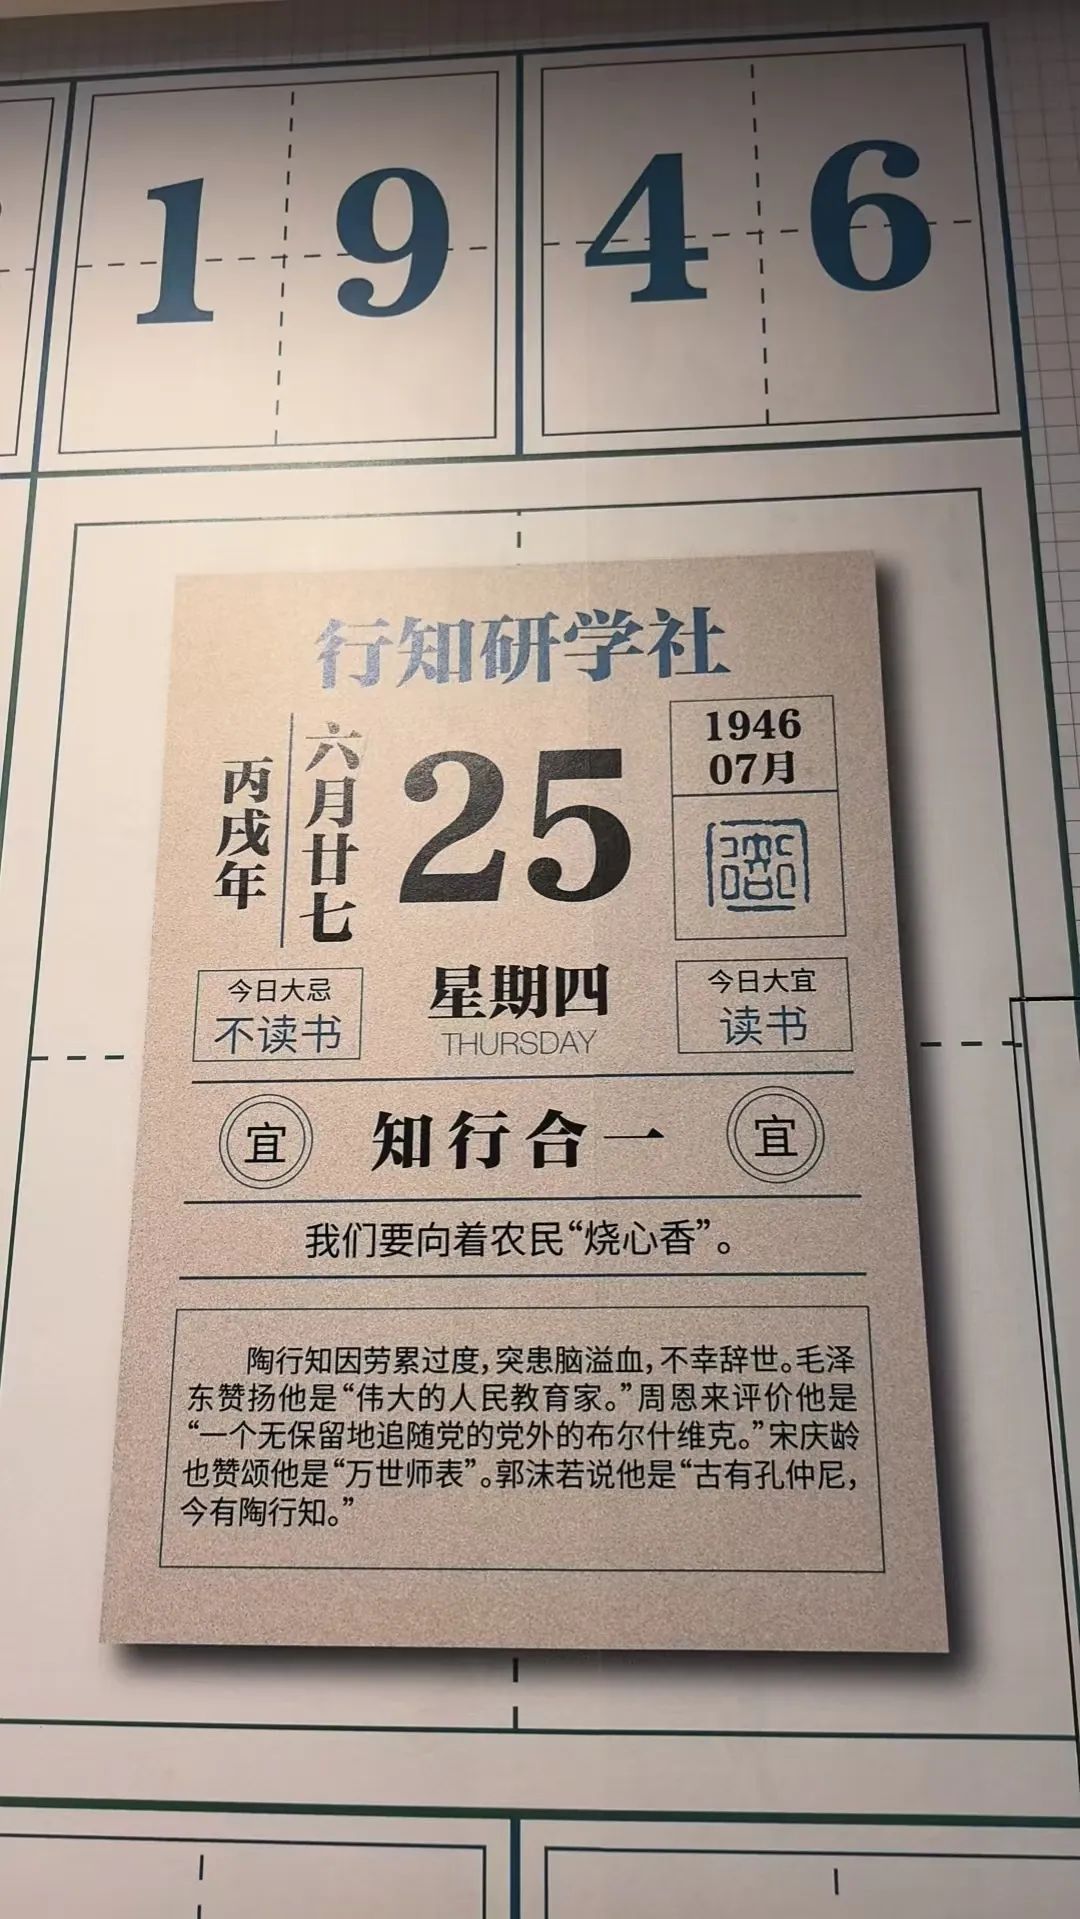 1946
行知研学社
丙戌年
六月廿七
25
1946
07月
今日大忌
不读书
星期四
THURSDAY
今日大宜
读书
宜 知行合一 宜
我们要向着农民“烧心香”。
陶行知因劳累过度，突患脑溢血，不幸辞世。毛泽
东赞扬他是“伟大的人民教育家。”周恩来评价他是
“一个无保留地追随党的党外的布尔什维克。”宋庆龄
也赞颂他是“万世师表”。郭沫若说他是“古有孔仲尼，
今有陶行知。”